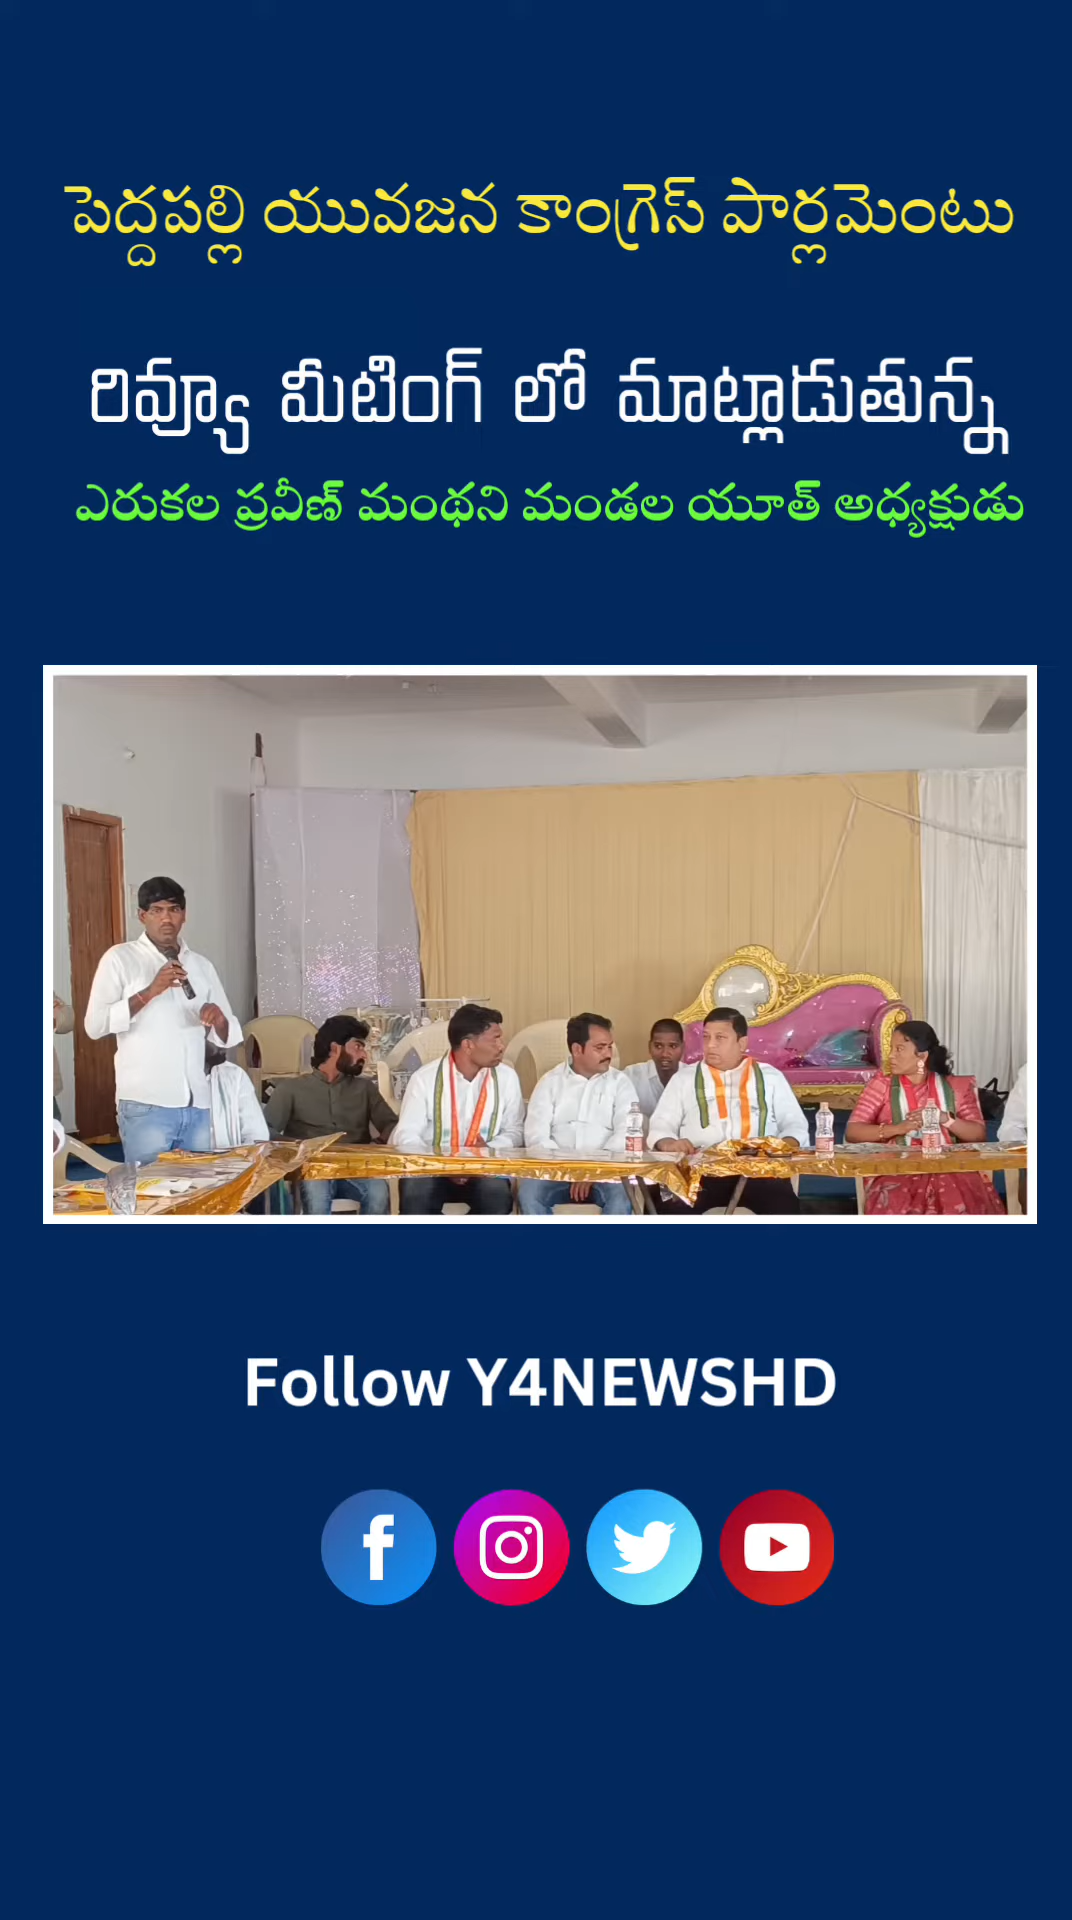 పెద్దపల్లి యువజన కాంగ్రెస్ పార్లమెంటు
రివ్యూ మీటింగ్ లో మాట్లాడుతున్న
ఎరుకల ప్రవీణ్ మంథని మండల యూత్ అధ్యక్షుడు
Follow Y4NEWSHD